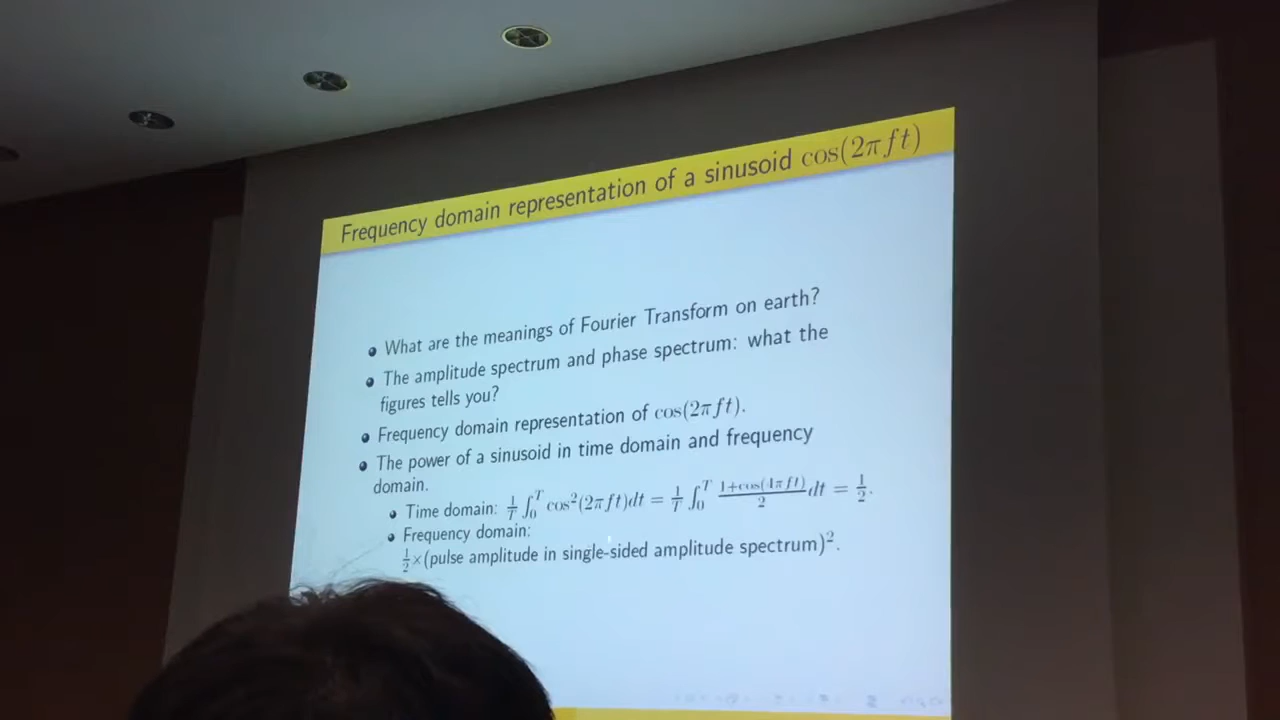 Frequency domain representation of a sinusoid cos(2πft)
• What are the meanings of Fourier Transform on earth?
• The amplitude spectrum and phase spectrum: what the
figures tells you?
• Frequency domain representation of cos(2πft).
• The power of a sinusoid in time domain and frequency
domain.
• Time domain: 1/T ∫₀ᵀ cos²(2πft)dt = 1/T ∫₀ᵀ (1+cos(4πft))/2 dt = 1/2.
• Frequency domain:
1/2×(pulse amplitude in single-sided amplitude spectrum)².